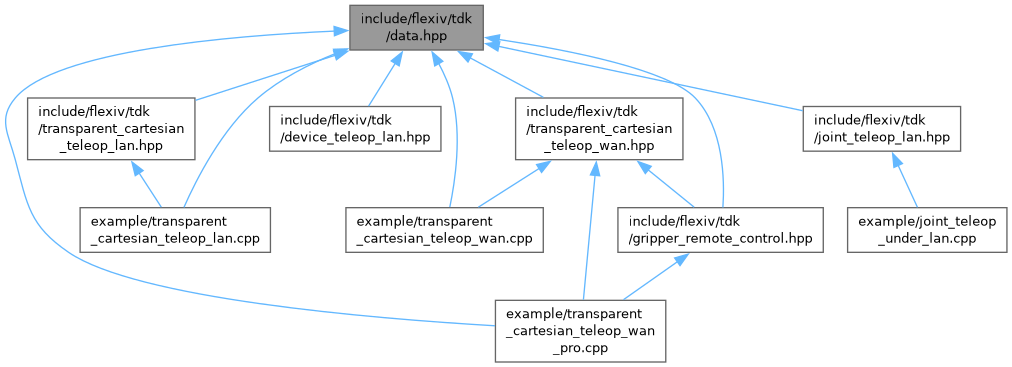 include/flexiv/tdk
/data.hpp
include/flexiv/tdk
/transparent_cartesian
_teleop_lan.hpp
include/flexiv/tdk
/device_teleop_lan.hpp
include/flexiv/tdk
/transparent_cartesian
_teleop_wan.hpp
include/flexiv/tdk
/joint_teleop_lan.hpp
example/transparent
_cartesian_teleop_lan.cpp
example/transparent
_cartesian_teleop_wan.cpp
include/flexiv/tdk
/gripper_remote_control.hpp
example/joint_teleop
_under_lan.cpp
example/transparent
_cartesian_teleop_wan
_pro.cpp